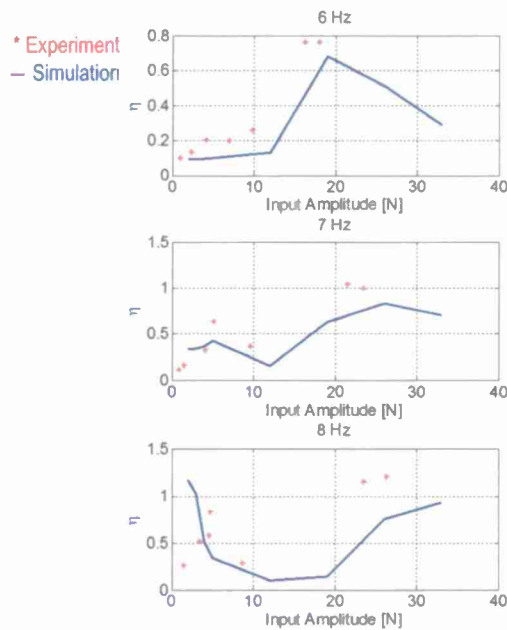 6 Hz
* Experiment
— Simulation
0.8
0.6
0.4
0.2
0
η
0 10 20 30 40
Input Amplitude [N]
7 Hz
1.5
1
0.5
0
η
0 10 20 30 40
Input Amplitude [N]
8 Hz
1.5
1
0.5
0
η
0 10 20 30 40
Input Amplitude [N]